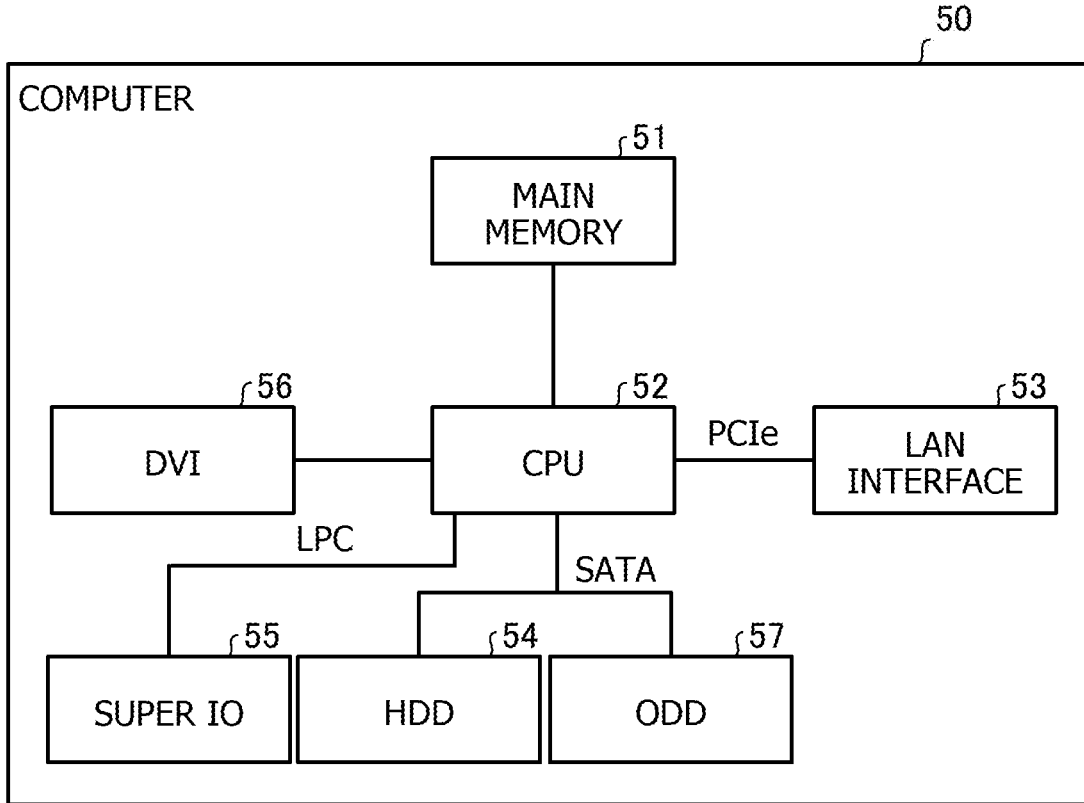 50
COMPUTER
51
MAIN
MEMORY
56
52
53
DVI
CPU
PCIe
LAN
INTERFACE
LPC
SATA
55
54
57
SUPER IO
HDD
ODD